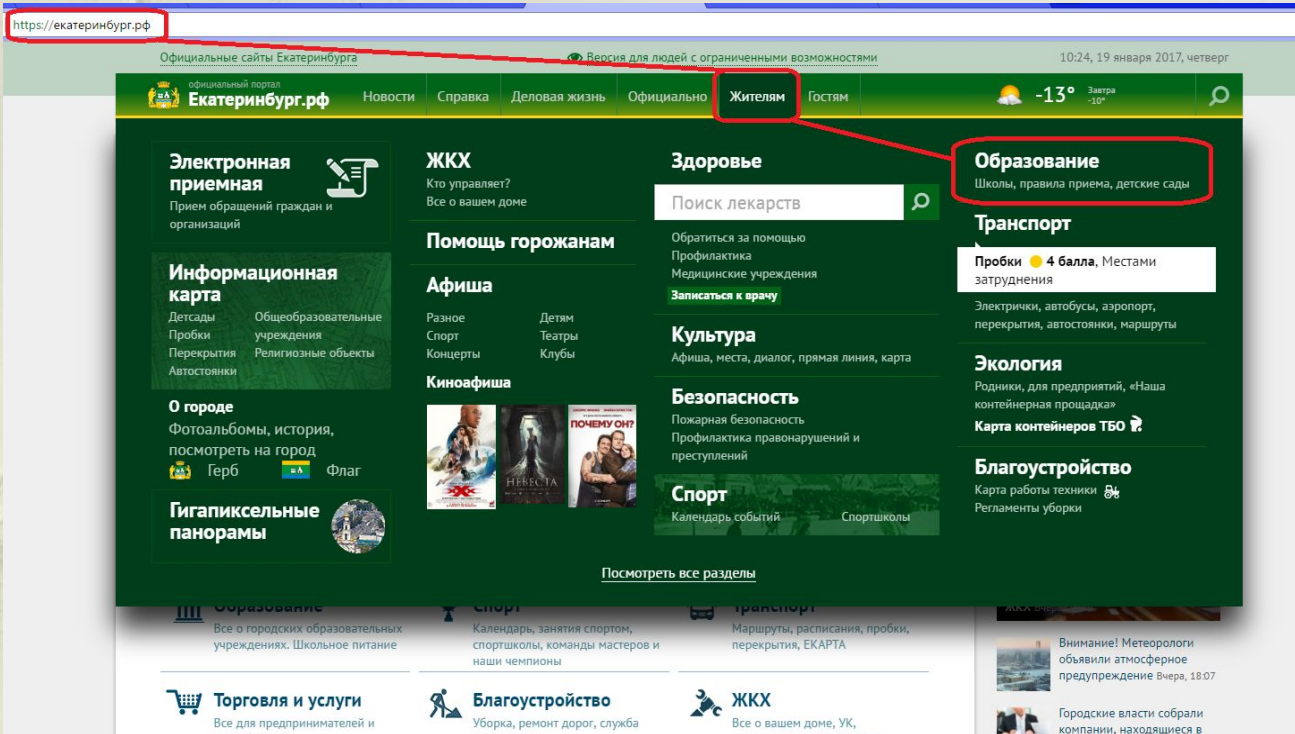 https://екатеринбург.рф
Официальные сайты Екатеринбурга
Версия для людей с ограниченными возможностями
10:24, 19 января 2017, четверг
официальный портал
Екатеринбург.рф
Новости
Справка
Деловая жизнь
Официально
Жителям
Гостям
-13°
Завтра
-10°
Электронная
приемная
Прием обращений граждан и
организаций
Информационная
карта
Детсады
Пробки
Перекрытия
Автостоянки
Общеобразовательные
учреждения
Религиозные объекты
О городе
Фотоальбомы, история,
посмотреть на город
Герб
Флаг
Гигапиксельные
панорамы
ЖКХ
Кто управляет?
Все о вашем доме
Помощь горожанам
Афиша
Разное
Спорт
Концерты
Детям
Театры
Клубы
Киноафиша
НЕВЕСТА
ПОЧЕМУ ОН?
Здоровье
Поиск лекарств
Обратиться за помощью
Профилактика
Медицинские учреждения
Записаться к врачу
Культура
Афиша, места, диалог, прямая линия, карта
Безопасность
Пожарная безопасность
Профилактика правонарушений и
преступлений
Спорт
Календарь событий
Спортшколы
Образование
Школы, правила приема, детские сады
Транспорт
Пробки 4 балла, Местами
затруднения
Электрички, автобусы, аэропорт,
перекрытия, автостоянки, маршруты
Экология
Родники, для предприятий, «Наша
контейнерная прощадка»
Карта контейнеров ТБО
Благоустройство
Карта работы техники
Регламенты уборки
Посмотреть все разделы
Образование
Все о городских образовательных
учреждениях. Школьное питание
Спорт
Календарь, занятия спортом,
спортшколы, команды мастеров и
наши чемпионы
Транспорт
Маршруты, расписания, пробки,
перекрытия, ЕКАРТА
ЖКХ
Внимание! Метеорологи
объявили атмосферное
предупреждение Вчера, 18:07
Торговля и услуги
Все для предпринимателей и
Благоустройство
Уборка, ремонт дорог, служба
ЖКХ
Все о вашем доме, УК,
Городские власти собрали
компании, находящиеся в